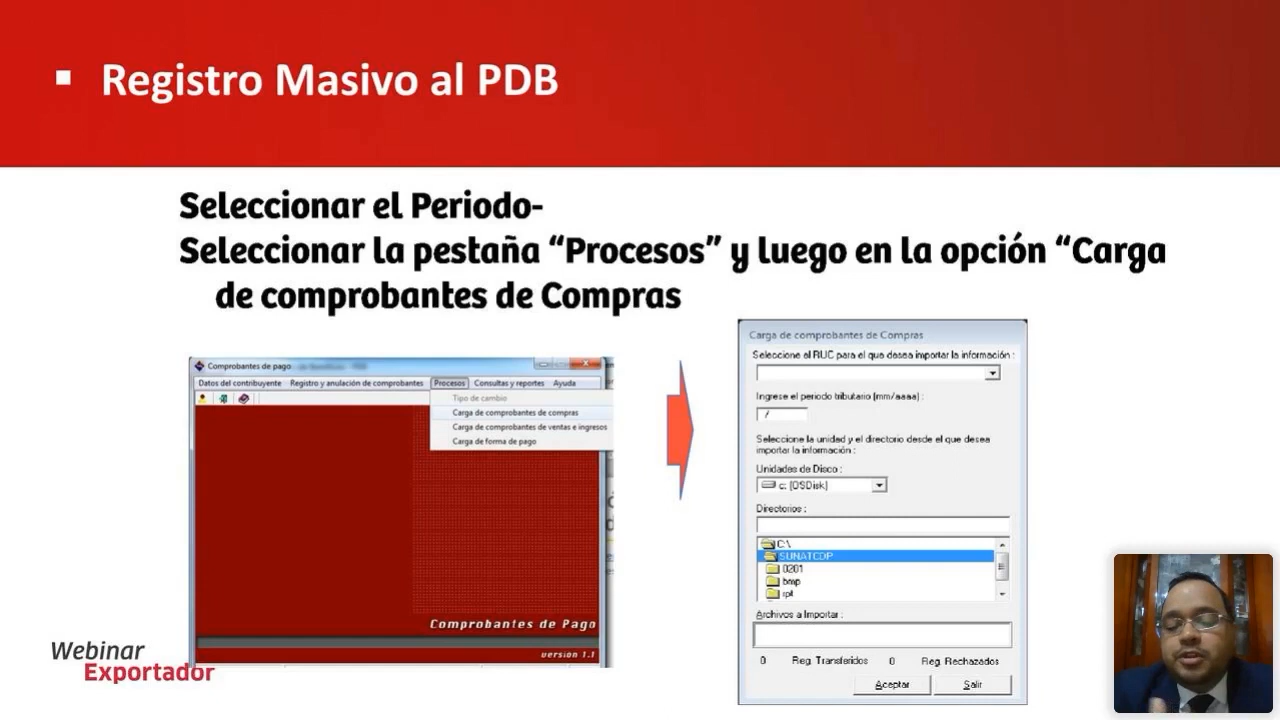 Registro Masivo al PDB
Seleccionar el Periodo-
Seleccionar la pestaña “Procesos” y luego en la opción “Carga
de comprobantes de Compras
Comprobantes de pago
Datos del contribuyente Registro y anulación de comprobantes Procesos Consultas y reportes Ayuda
Tipo de cambio
Carga de comprobantes de compras
Carga de comprobantes de ventas e ingresos
Carga de forma de pago
Comprobantes de Pago
version 1.1
Carga de comprobantes de Compras
Seleccione el RUC para el que desea importar la información :
Ingrese el periodo tributario (mm/aaaa) :
/
Seleccione la unidad y el directorio desde el que desea
importar la información :
Unidades de Disco :
c: [OSDisk]
Directorios :
C:\
SUNATCDP
0201
bmp
rpt
Archivos a Importar :
0 Reg. Transferidos 0 Reg. Rechazados
Aceptar Salir
Webinar
Exportador